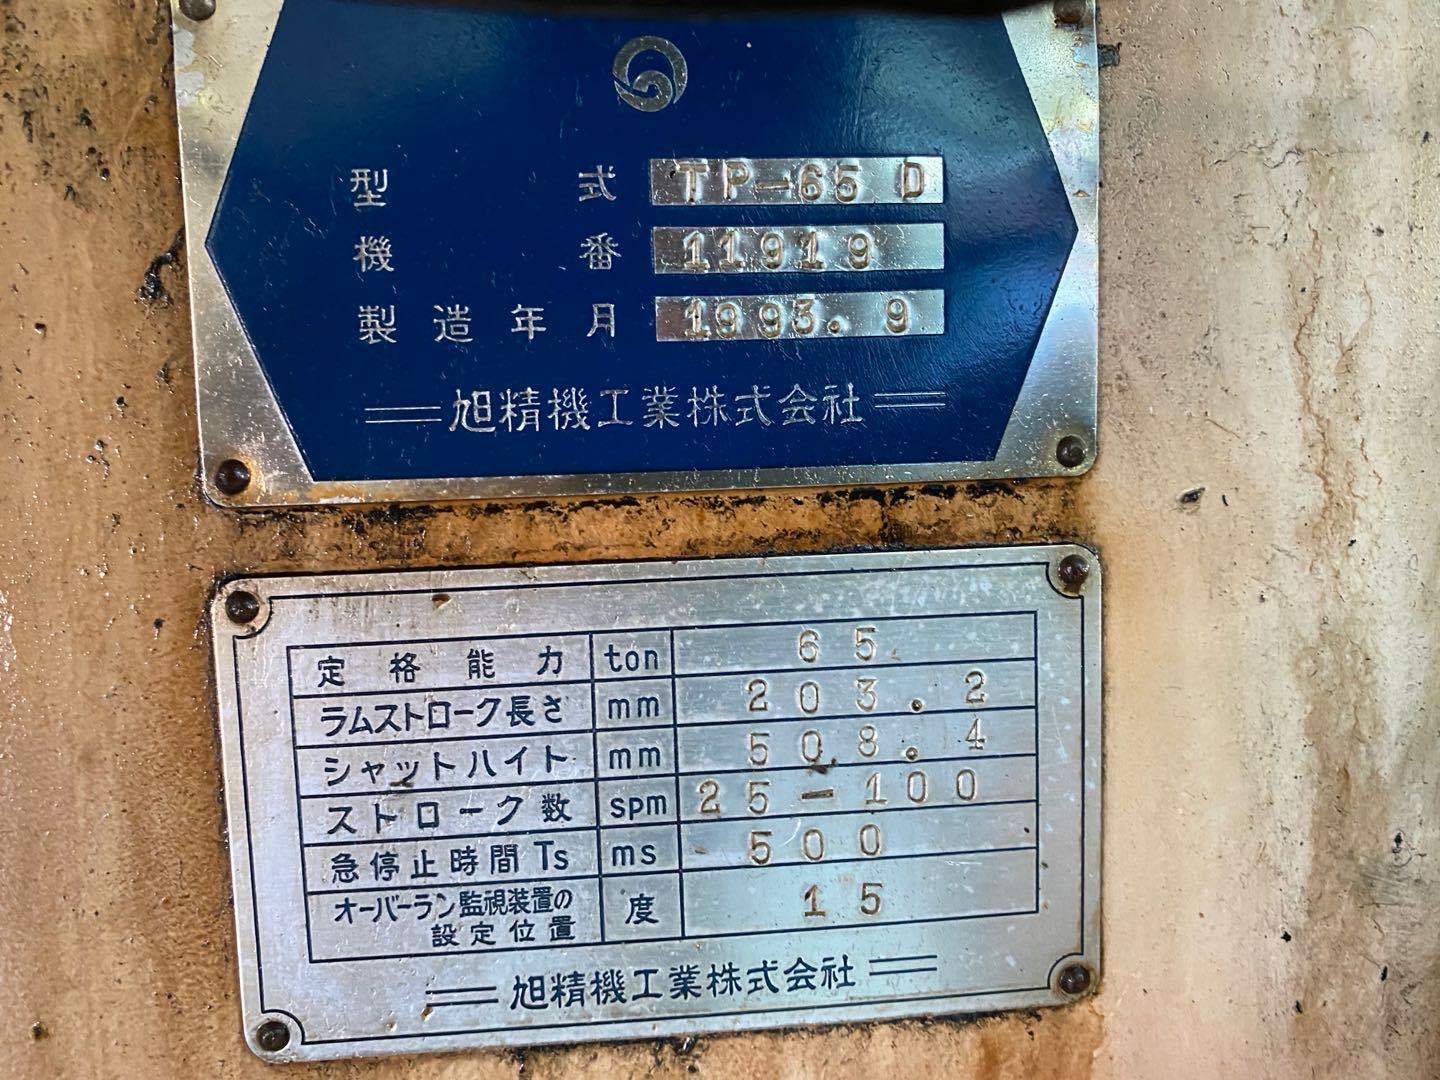 型式 TP-65 D
機番 11919
製造年月 1993. 9
旭精機工業株式会社
定格能力 ton 65
ラムストローク長さ mm 203.2
シャットハイト mm 508.4
ストローク数 spm 25-100
急停止時間 Ts ms 500
オーバーラン監視装置の
設定位置 度 15
旭精機工業株式会社